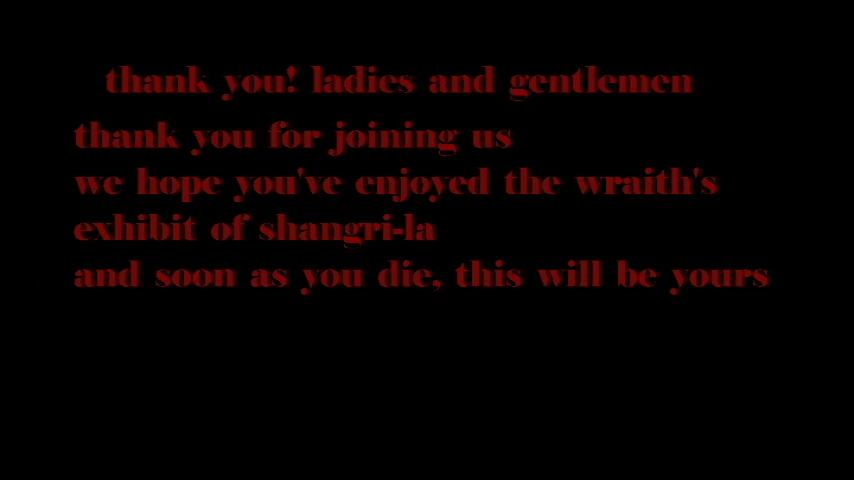 thank you! ladies and gentlemen
thank you for joining us
we hope you've enjoyed the wraith's
exhibit of shangri-la
and soon as you die, this will be yours